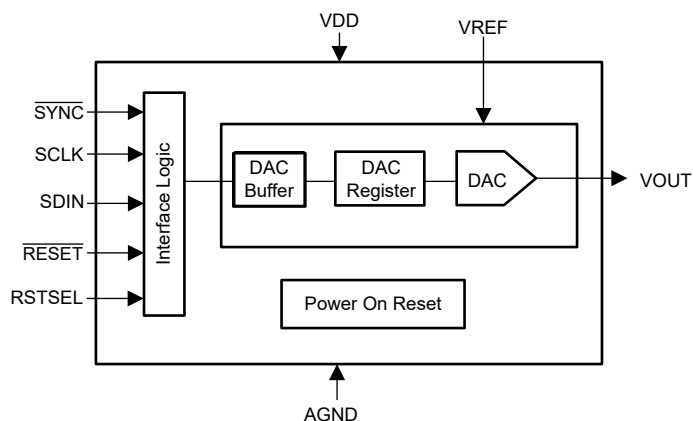 VDD
VREF
SYNC
SCLK
SDIN
RESET
RSTSEL
Interface Logic
DAC
Buffer
DAC
Register
DAC
VOUT
Power On Reset
AGND